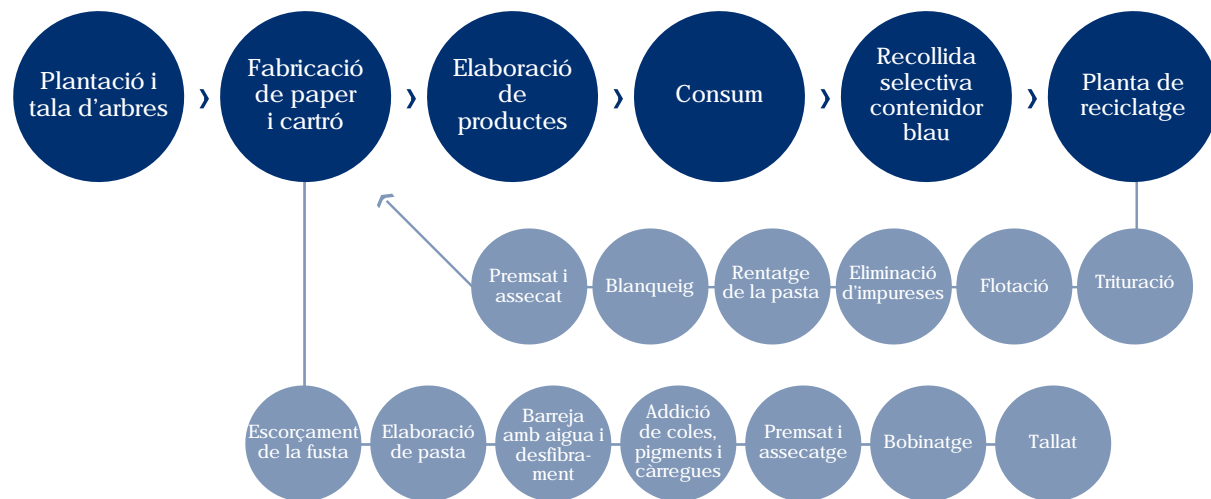 Plantació i
tala d'arbres
Fabricació
de paper
i cartró
Elaboració
de
productes
Consum
Recollida
selectiva
contenidor
blau
Planta de
reciclatge
Premsat i
assecat
Blanqueig
Rentatge
de la pasta
Eliminació
d'impureses
Flotació
Trituració
Escorçament
de la fusta
Elaboració
de pasta
Barreja
amb aigua i
desfibra-
ment
Addició
de coles,
pigments i
càrregues
Premsat i
assecatge
Bobinatge
Tallat